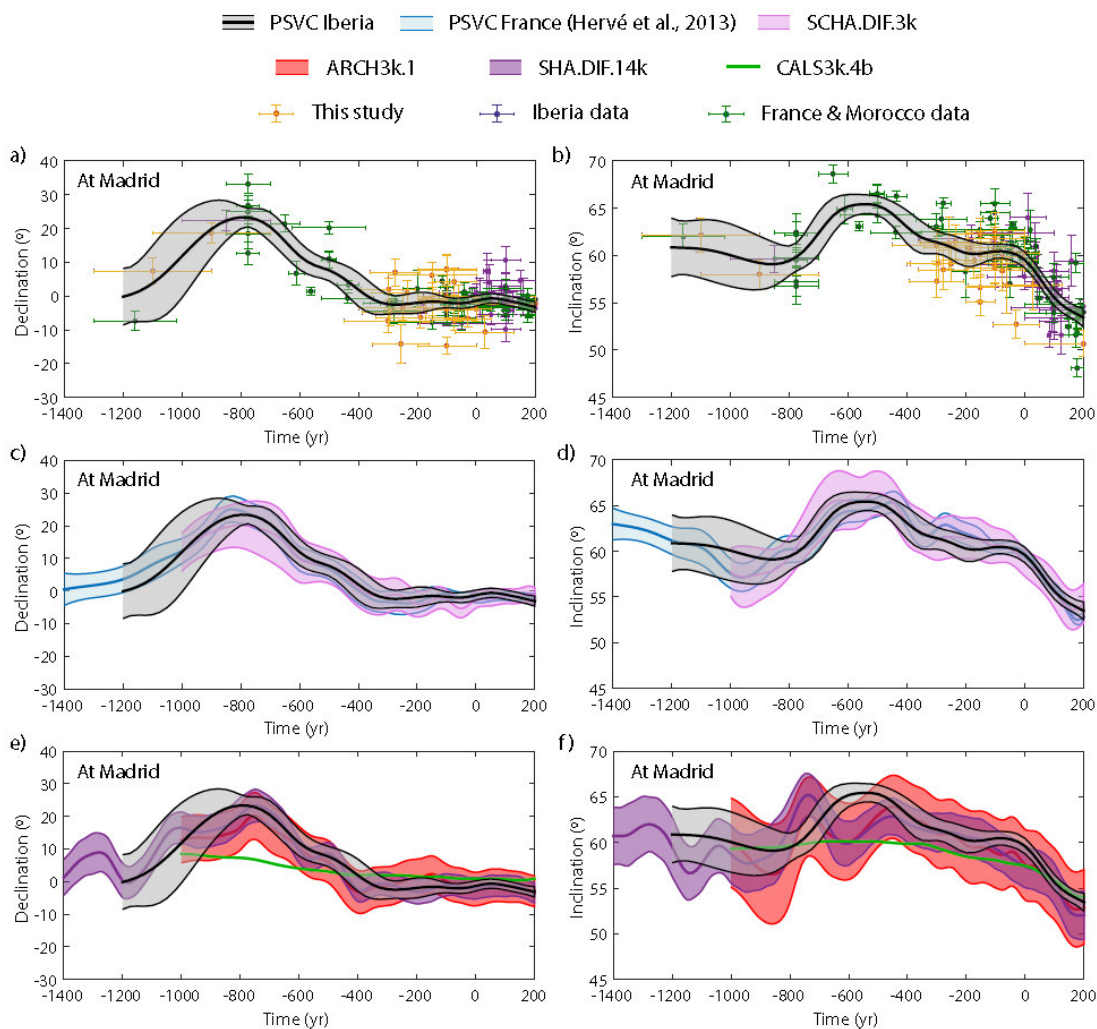 PSVC Iberia PSVC France (Hervé et al., 2013) SCHA.DIF.3k
ARCH3k.1 SHA.DIF.14k CALS3k.4b
This study Iberia data France & Morocco data
a) b)
At Madrid At Madrid
40 70
30 65
20
10 60
0 55
-10
-20 50
-30 45
Declination (º) Inclination (º)
-1400 -1200 -1000 -800 -600 -400 -200 0 200 -1400 -1200 -1000 -800 -600 -400 -200 0 200
Time (yr) Time (yr)
c) d)
At Madrid At Madrid
40 70
30 65
20
10 60
0 55
-10
-20 50
-30 45
Declination (º) Inclination (º)
-1400 -1200 -1000 -800 -600 -400 -200 0 200 -1400 -1200 -1000 -800 -600 -400 -200 0 200
Time (yr) Time (yr)
e) f)
At Madrid At Madrid
40 70
30 65
20
10 60
0 55
-10
-20 50
-30 45
Declination (º) Inclination (º)
-1400 -1200 -1000 -800 -600 -400 -200 0 200 -1400 -1200 -1000 -800 -600 -400 -200 0 200
Time (yr) Time (yr)